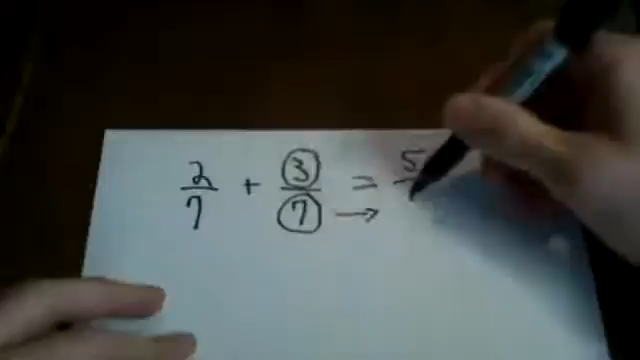 2/7 + 3/7 = 5/
→